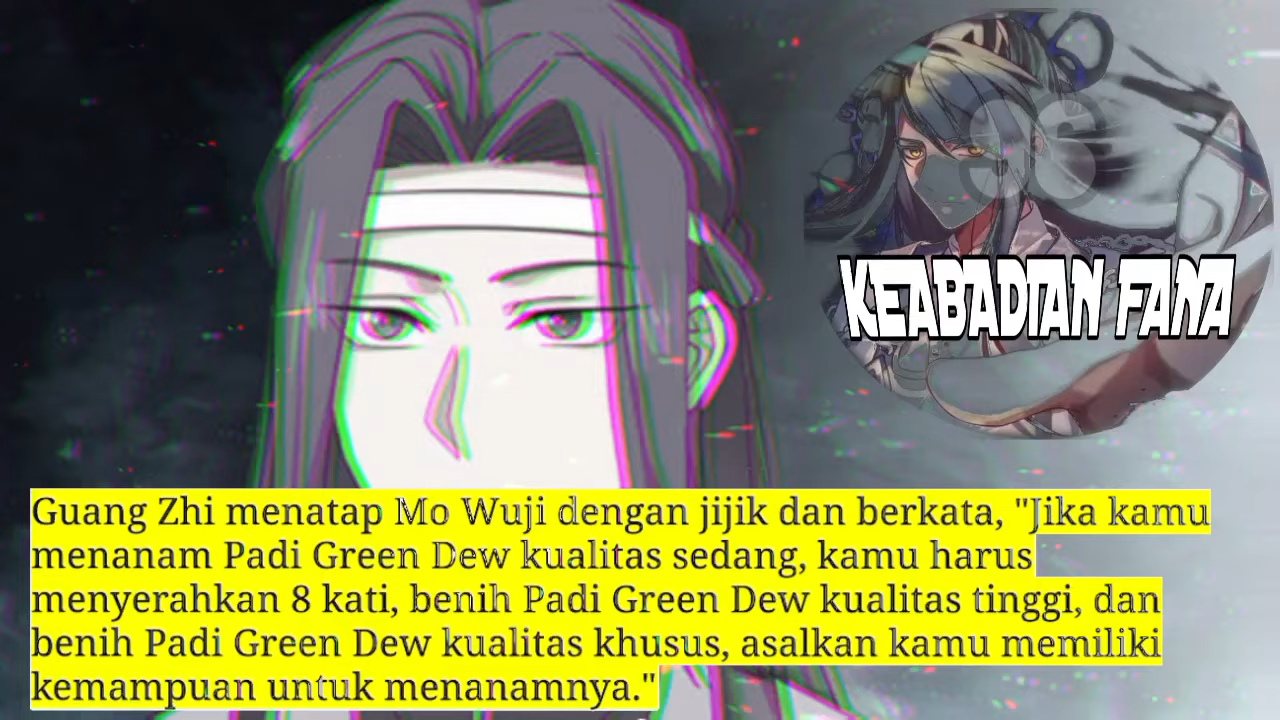 KEABADIAN FANA
Guang Zhi menatap Mo Wuji dengan jijik dan berkata, "Jika kamu
menanam Padi Green Dew kualitas sedang, kamu harus
menyerahkan 8 kati, benih Padi Green Dew kualitas tinggi, dan
benih Padi Green Dew kualitas khusus, asalkan kamu memiliki
kemampuan untuk menanamnya."